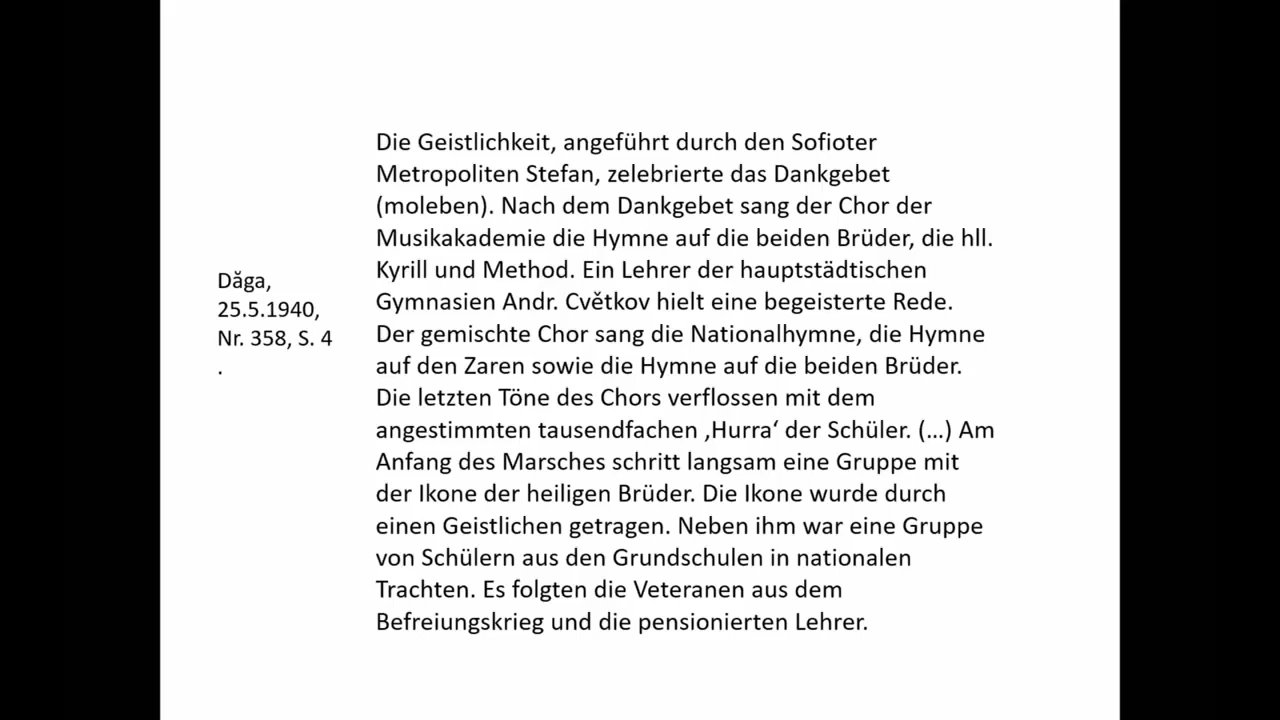 Dăga,
25.5.1940,
Nr. 358, S. 4
.
Die Geistlichkeit, angeführt durch den Sofioter
Metropoliten Stefan, zelebrierte das Dankgebet
(moleben). Nach dem Dankgebet sang der Chor der
Musikakademie die Hymne auf die beiden Brüder, die hll.
Kyrill und Method. Ein Lehrer der hauptstädtischen
Gymnasien Andr. Cvětkov hielt eine begeisterte Rede.
Der gemischte Chor sang die Nationalhymne, die Hymne
auf den Zaren sowie die Hymne auf die beiden Brüder.
Die letzten Töne des Chors verflossen mit dem
angestimmten tausendfachen ‚Hurra‘ der Schüler. (…) Am
Anfang des Marsches schritt langsam eine Gruppe mit
der Ikone der heiligen Brüder. Die Ikone wurde durch
einen Geistlichen getragen. Neben ihm war eine Gruppe
von Schülern aus den Grundschulen in nationalen
Trachten. Es folgten die Veteranen aus dem
Befreiungskrieg und die pensionierten Lehrer.